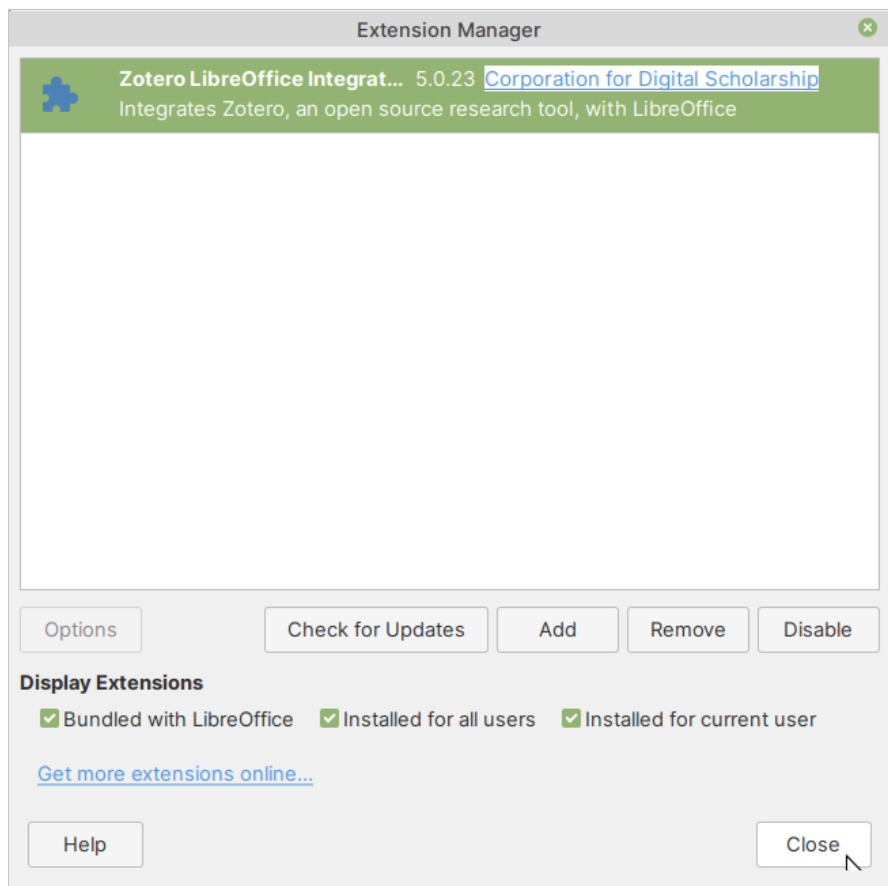 Extension Manager
Zotero LibreOffice Integrat... 5.0.23 Corporation for Digital Scholarship
Integrates Zotero, an open source research tool, with LibreOffice
Options Check for Updates Add Remove Disable
Display Extensions
Bundled with LibreOffice Installed for all users Installed for current user
Get more extensions online...
Help Close